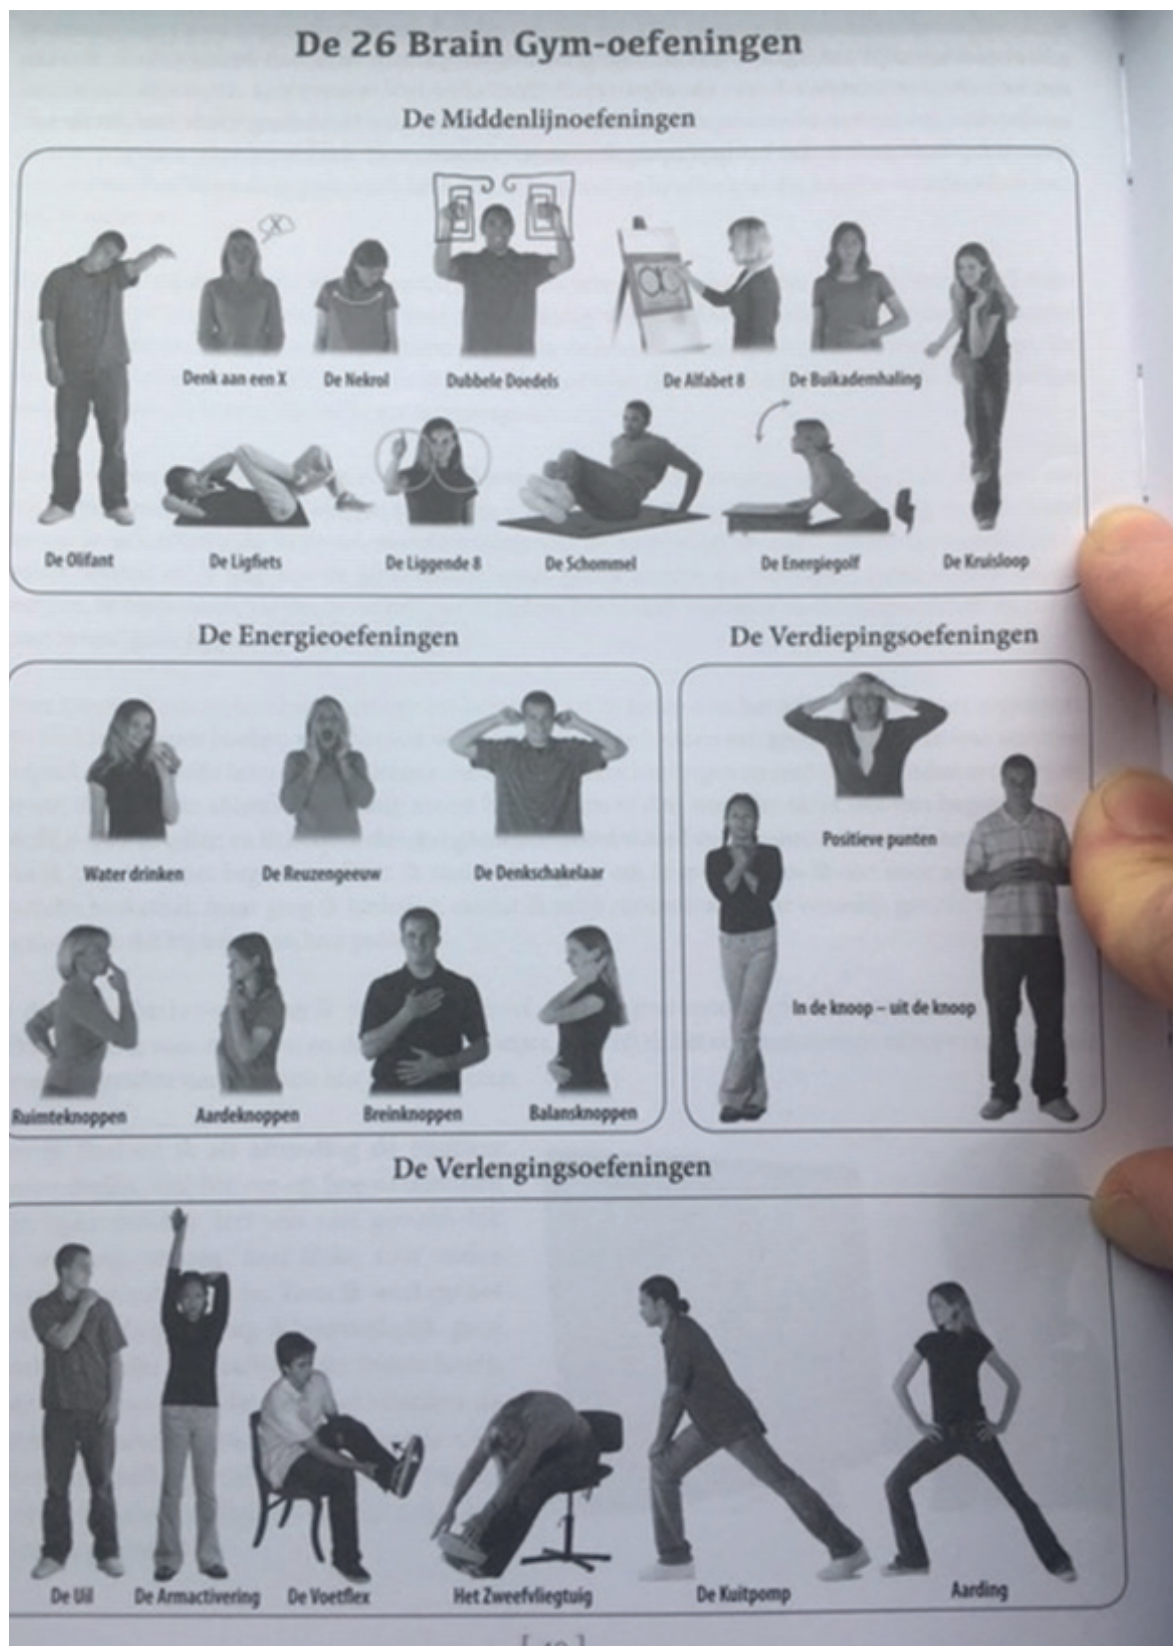 De 26 Brain Gym-oefeningen
De Middenlijnoefeningen
X
Denk aan een X
De Nekrol
Dubbele Doedels
De Alfabet 8
De Buikademhaling
De Olifant
De Ligfiets
De Liggende 8
De Schommel
De Energiegolf
De Kruisloop
De Energieoefeningen
De Verdiepingsoefeningen
Water drinken
De Reuzengeeuw
De Denkschakelaar
Positieve punten
In de knoop – uit de knoop
Ruimteknoppen
Aardeknoppen
Breinknoppen
Balansknoppen
De Verlengingsoefeningen
De Uil
De Armactivering
De Voetflex
Het Zweefvliegtuig
De Kuitpomp
Aarding